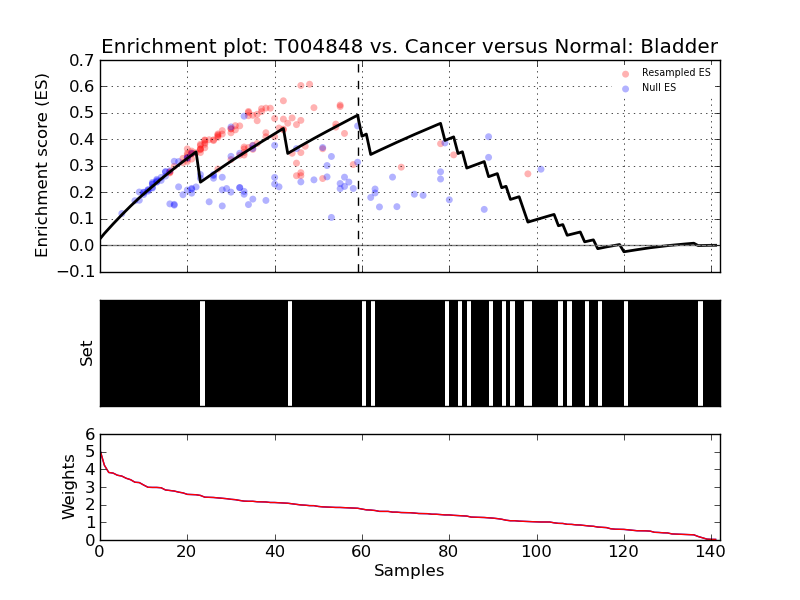 Enrichment plot: T004848 vs. Cancer versus Normal: Bladder
Enrichment score (ES)
0.7
0.6
0.5
0.4
0.3
0.2
0.1
0.0
−0.1
Resampled ES
Null ES
Set
Weights
6
5
4
3
2
1
0
0 20 40 60 80 100 120 140
Samples